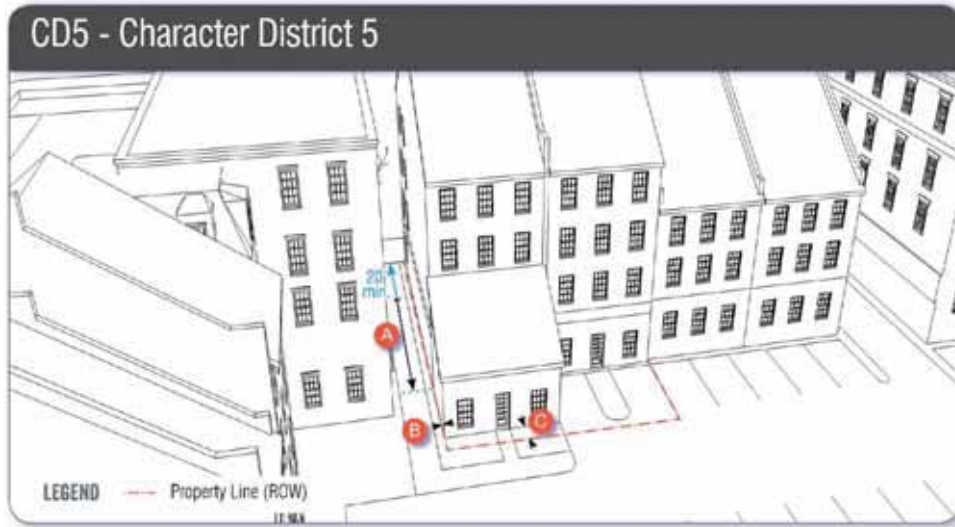 CD5 - Character District 5
20'
min.
A
B
C
LEGEND
Property Line (ROW)